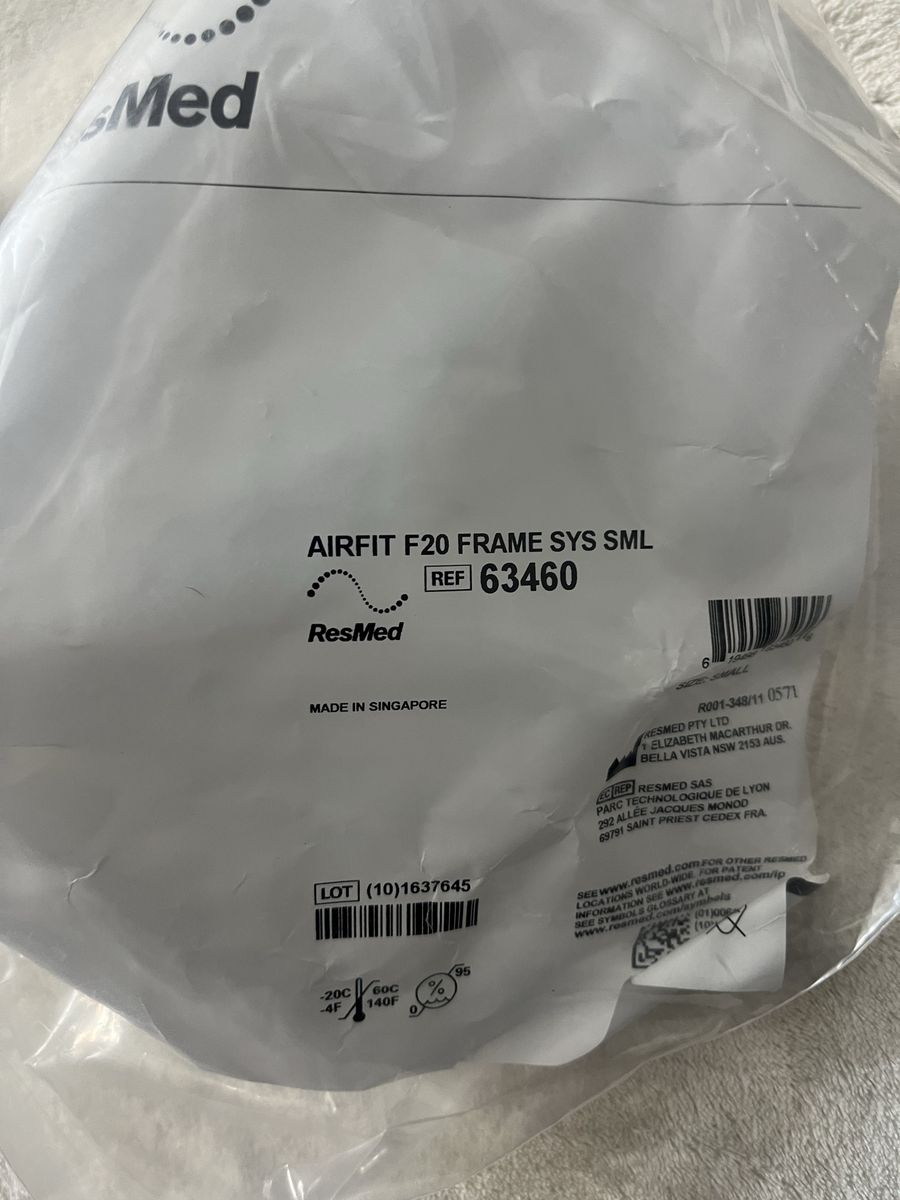 sMed
AIRFIT F20 FRAME SYS SML
REF 63460
ResMed
SIZE: SMALL
R001-348/11 0571
MADE IN SINGAPORE
RESMED PTY LTD
1 ELIZABETH MACARTHUR DR.
BELLA VISTA NSW 2153 AUS.
EC REP RESMED SAS
PARC TECHNOLOGIQUE DE LYON
292 ALLÉE JACQUES MONOD
69791 SAINT PRIEST CEDEX FRA.
LOT (10)1637645
SEE www.resmed.com FOR OTHER RESMED
LOCATIONS WORLD-WIDE. FOR PATENT
INFORMATION SEE www.resmed.com/ip
SEE SYMBOLS GLOSSARY AT
www.resmed.com/symbols
-20C 60C
-4F 140F
0 % 95